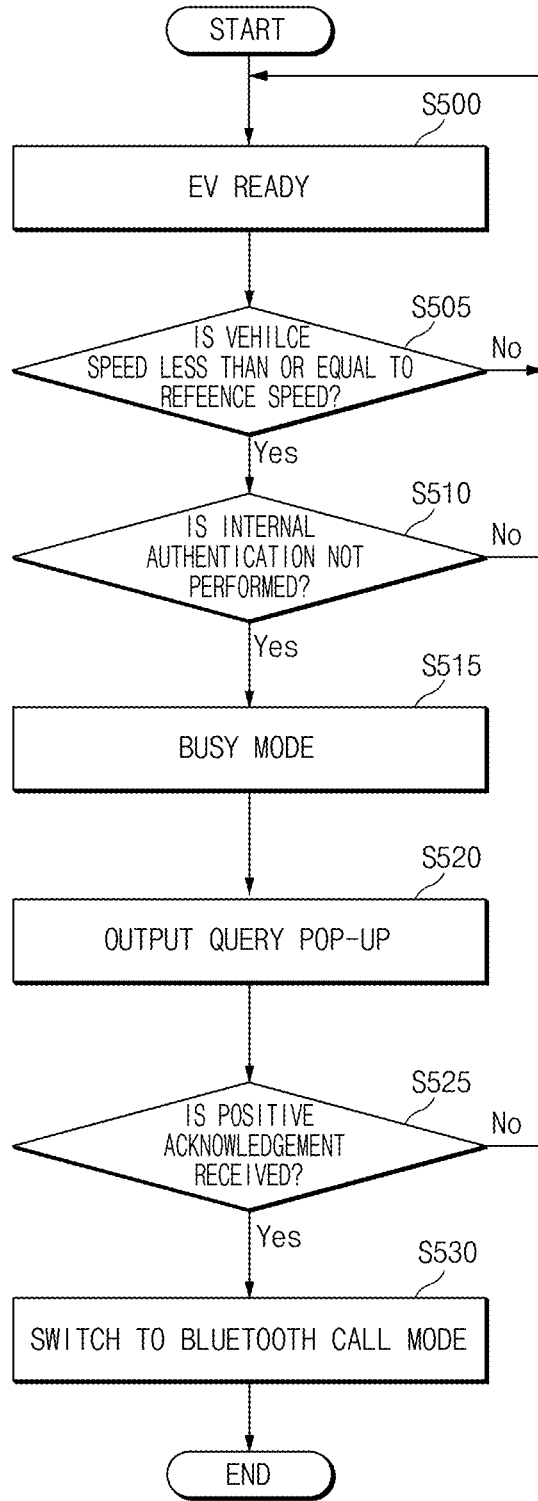 START
S500
EV READY
S505
IS VEHILCE
SPEED LESS THAN OR EQUAL TO
REFEENCE SPEED?
No
Yes
S510
IS INTERNAL
AUTHENTICATION NOT
PERFORMED?
No
Yes
S515
BUSY MODE
S520
OUTPUT QUERY POP-UP
S525
IS POSITIVE
ACKNOWLEDGEMENT
RECEIVED?
No
Yes
S530
SWITCH TO BLUETOOTH CALL MODE
END